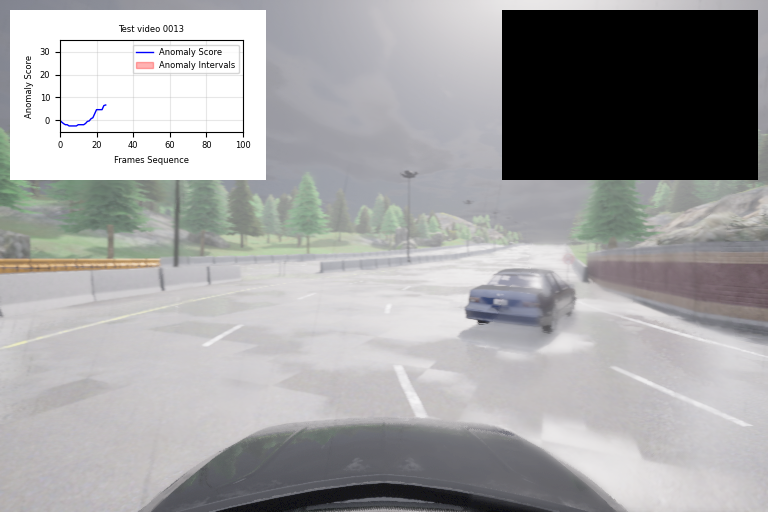 Test video 0013
Anomaly Score
Anomaly Intervals
30
20
10
0
0 20 40 60 80 100
Anomaly Score
Frames Sequence